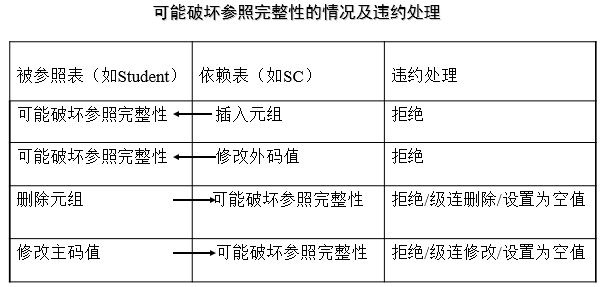 可能破坏参照完整性的情况及违约处理
被参照表（如Student） 依赖表（如SC） 违约处理
可能破坏参照完整性 插入元组 拒绝
可能破坏参照完整性 修改外码值 拒绝
删除元组 可能破坏参照完整性 拒绝/级连删除/设置为空值
修改主码值 可能破坏参照完整性 拒绝/级连修改/设置为空值